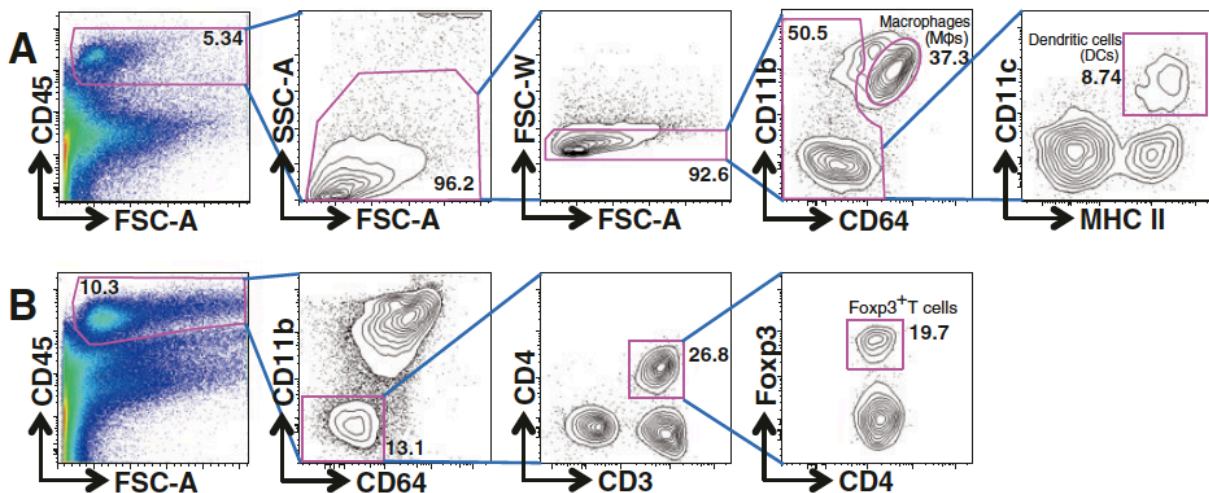 A
CD45
5.34
FSC-A
SSC-A
96.2
FSC-A
FSC-W
92.6
FSC-A
CD11b
50.5
Macrophages
(MΦs)
37.3
CD64
CD11c
Dendritic cells
(DCs)
8.74
MHC II
B
CD45
10.3
FSC-A
CD11b
13.1
CD64
CD4
26.8
CD3
Foxp3
Foxp3+T cells
19.7
CD4